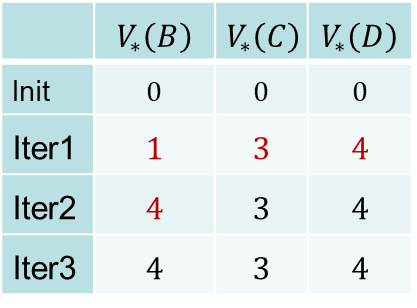 V*(B) V*(C) V*(D)
Init 0 0 0
Iter1 1 3 4
Iter2 4 3 4
Iter3 4 3 4